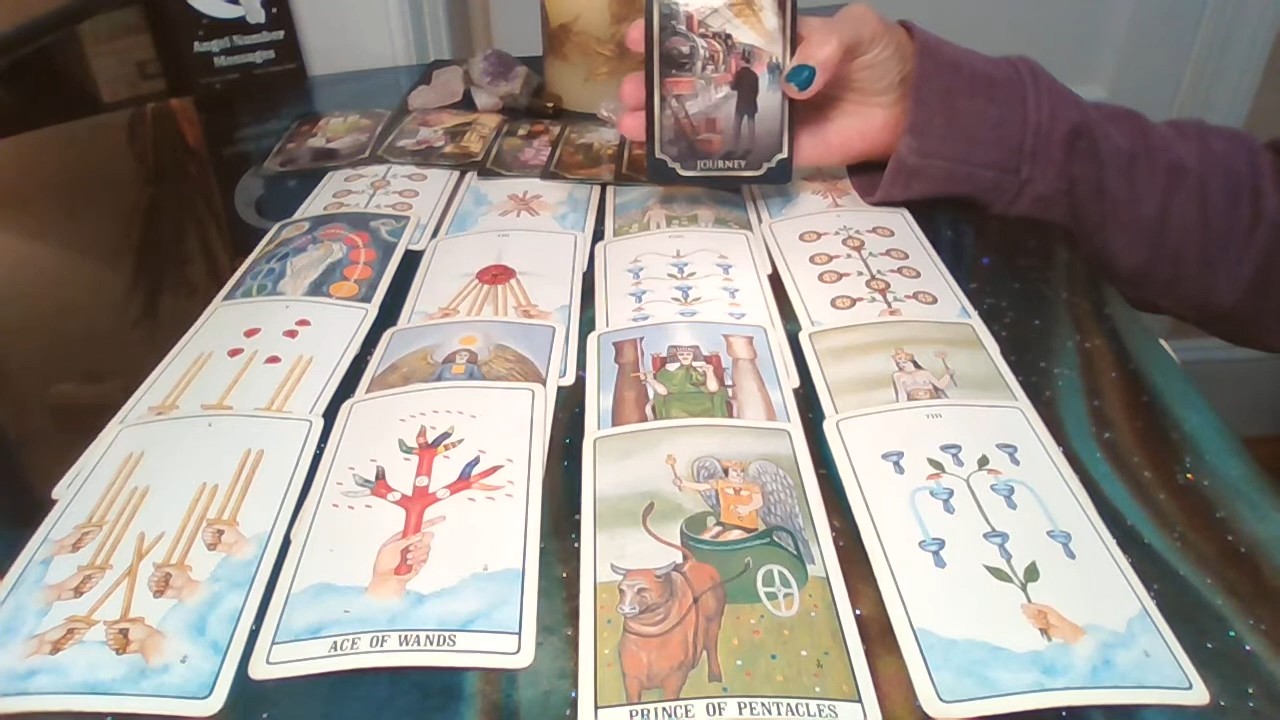 Angel Number
Messages
JOURNEY
VIII
ACE OF WANDS
VIII
PRINCE OF PENTACLES